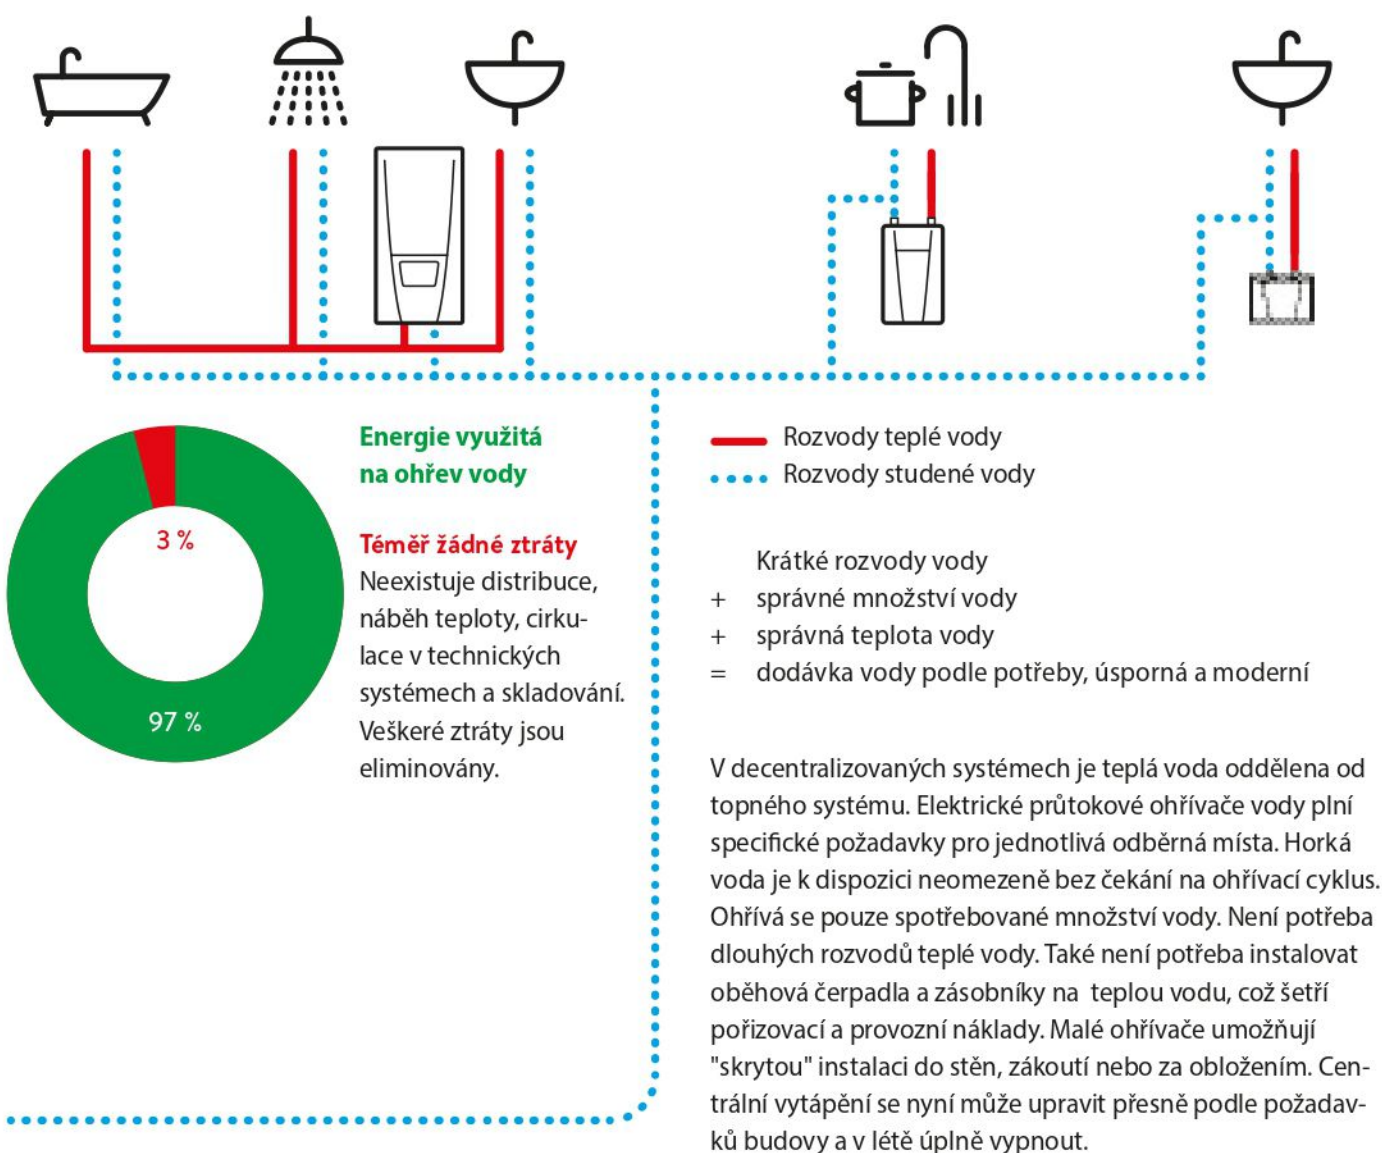 Energie využitá
na ohřev vody
3 %
97 %
Téměř žádné ztráty
Neexistuje distribuce,
náběh teploty, cirku-
lace v technických
systémech a skladování.
Veškeré ztráty jsou
eliminovány.
Rozvody teplé vody
Rozvody studené vody
Krátké rozvody vody
+ správné množství vody
+ správná teplota vody
= dodávka vody podle potřeby, úsporná a moderní
V decentralizovaných systémech je teplá voda oddělena od
topného systému. Elektrické průtokové ohřívače vody plní
specifické požadavky pro jednotlivá odběrná místa. Horká
voda je k dispozici neomezeně bez čekání na ohřívací cyklus.
Ohřívá se pouze spotřebované množství vody. Není potřeba
dlouhých rozvodů teplé vody. Také není potřeba instalovat
oběhová čerpadla a zásobníky na teplou vodu, což šetří
pořizovací a provozní náklady. Malé ohřívače umožňují
"skrytou" instalaci do stěn, zákoutí nebo za obložením. Cen-
trální vytápění se nyní může upravit přesně podle požadav-
ků budovy a v létě úplně vypnout.